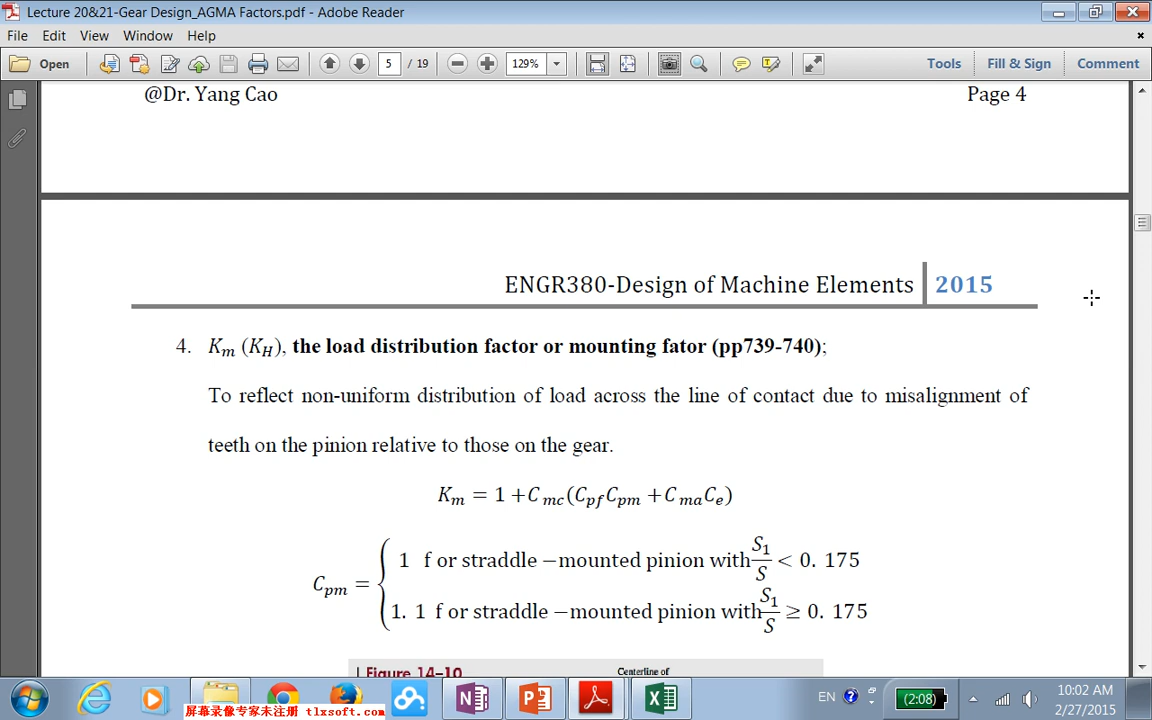 Lecture 20&21-Gear Design_AGMA Factors.pdf - Adobe Reader
File Edit View Window Help
Open 5 / 19 129% Tools Fill & Sign Comment
@Dr. Yang Cao Page 4
ENGR380-Design of Machine Elements 2015
4. Km (KH), the load distribution factor or mounting fator (pp739-740);
To reflect non-uniform distribution of load across the line of contact due to misalignment of
teeth on the pinion relative to those on the gear.
Km = 1 + Cmc(CpfCpm + CmaCe)
Cpm = { 1 f or straddle −mounted pinion with S1/S < 0. 175
1. 1 f or straddle −mounted pinion with S1/S ≥ 0. 175
Figure 14–10 Centerline of
EN (2:08) 10:02 AM
屏幕录像专家未注册 tlxsoft.com 2/27/2015